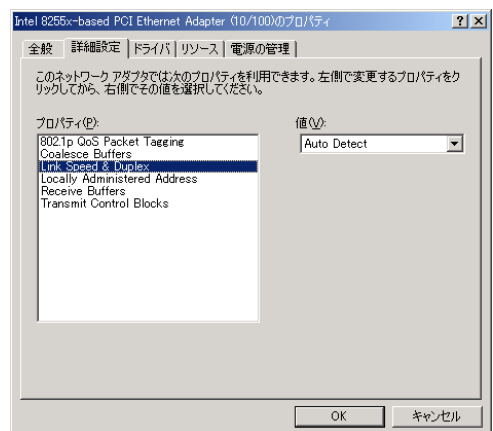 Intel 8255x-based PCI Ethernet Adapter (10/100)のプロパティ
全般 詳細設定 ドライバ リソース 電源の管理
このネットワーク アダプタでは次のプロパティを利用できます。左側で変更するプロパティをク
リックしてから、右側でその値を選択してください。
プロパティ(P): 値(V):
802.1p QoS Packet Tagging Auto Detect
Coalesce Buffers
Link Speed & Duplex
Locally Administered Address
Receive Buffers
Transmit Control Blocks
OK キャンセル